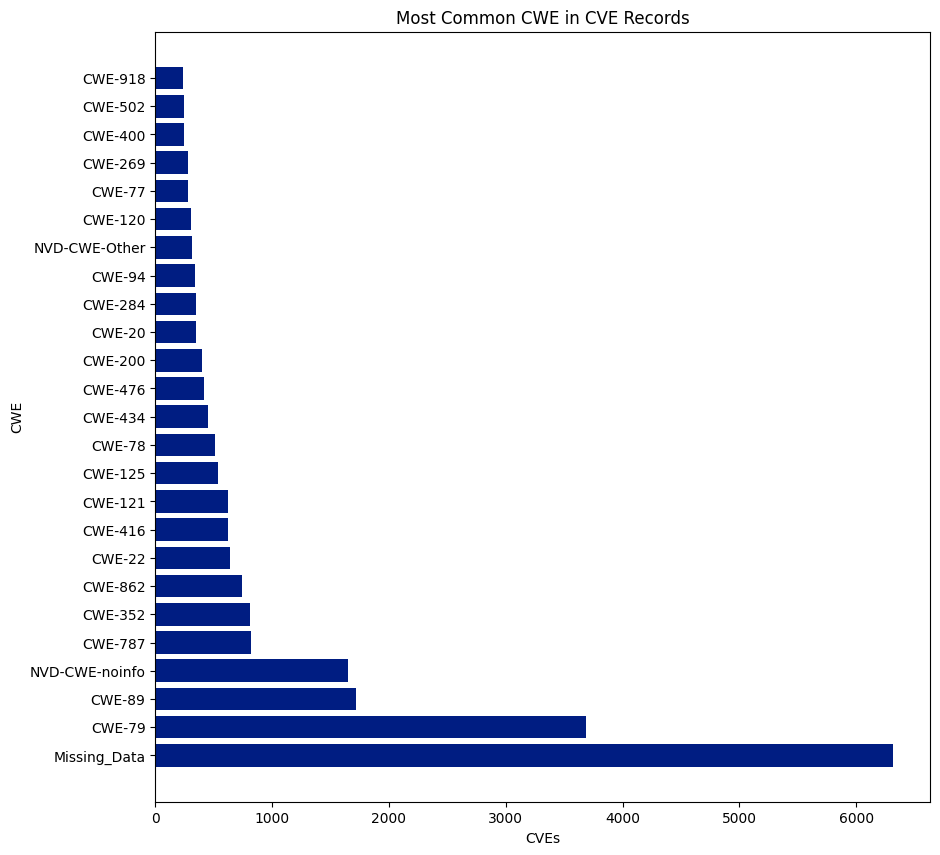 Most Common CWE in CVE Records
CWE-918
CWE-502
CWE-400
CWE-269
CWE-77
CWE-120
NVD-CWE-Other
CWE-94
CWE-284
CWE-20
CWE-200
CWE-476
CWE-434
CWE-78
CWE-125
CWE-121
CWE-416
CWE-22
CWE-862
CWE-352
CWE-787
NVD-CWE-noinfo
CWE-89
CWE-79
Missing_Data
CWE
0 1000 2000 3000 4000 5000 6000
CVEs